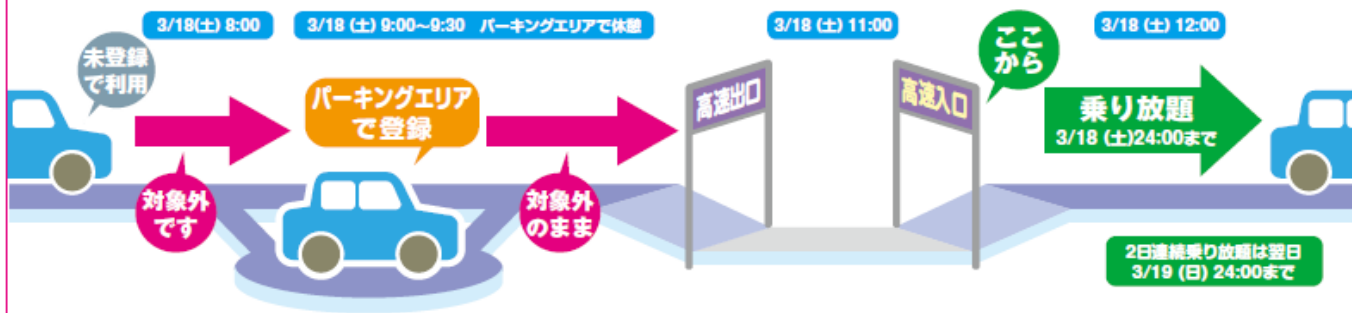 3/18(土) 8:00
3/18 (土) 9:00～9:30　パーキングエリアで休憩
3/18 (土) 11:00
3/18 (土) 12:00
未登録
で利用
対象外
です
パーキングエリア
で登録
対象外
のまま
高速出口
高速入口
ここ
から
乗り放題
3/18 (土)24:00まで
2日連続乗り放題は翌日
3/19 (日) 24:00まで